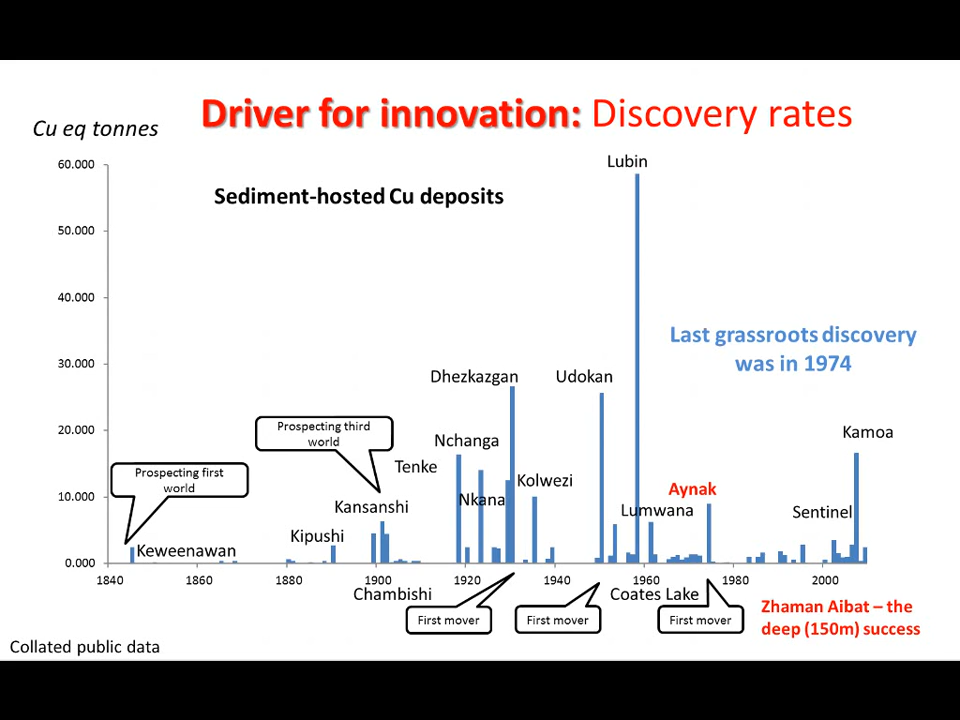 Driver for innovation: Discovery rates
Cu eq tonnes
Lubin
60.000
Sediment-hosted Cu deposits
50.000
40.000
Last grassroots discovery
was in 1974
30.000
Dhezkazgan
Udokan
20.000
Prospecting third
world
Kamoa
Nchanga
Prospecting first
world
Tenke
Kolwezi
Aynak
10.000
Nkana
Kansanshi
Lumwana
Sentinel
Kipushi
Keweenawan
0.000
1840
1860
1880
1900
1920
1940
1960
1980
2000
Chambishi
Coates Lake
First mover
First mover
First mover
Zhaman Aibat – the
deep (150m) success
Collated public data